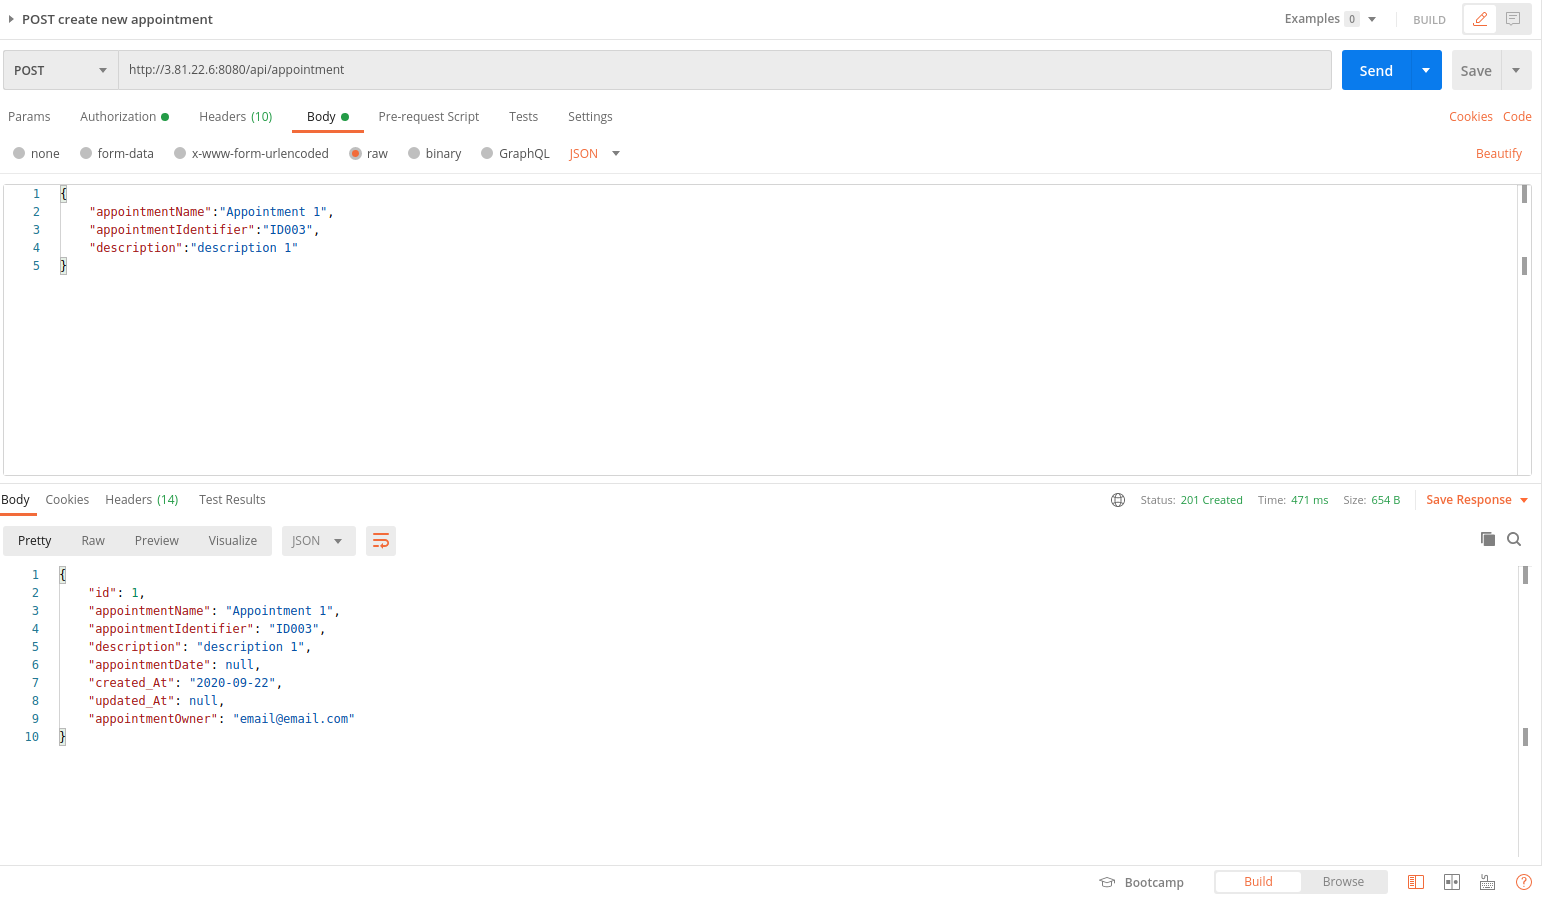 POST create new appointment
Examples 0 BUILD
POST http://3.81.22.6:8080/api/appointment Send Save
Params Authorization Headers (10) Body Pre-request Script Tests Settings Cookies Code
none form-data x-www-form-urlencoded raw binary GraphQL JSON Beautify
1 {
2 "appointmentName":"Appointment 1",
3 "appointmentIdentifier":"ID003",
4 "description":"description 1"
5 }
Body Cookies Headers (14) Test Results Status: 201 Created Time: 471 ms Size: 654 B Save Response
Pretty Raw Preview Visualize JSON
1 {
2 "id": 1,
3 "appointmentName": "Appointment 1",
4 "appointmentIdentifier": "ID003",
5 "description": "description 1",
6 "appointmentDate": null,
7 "created_At": "2020-09-22",
8 "updated_At": null,
9 "appointmentOwner": "email@email.com"
10 }
Bootcamp Build Browse ?